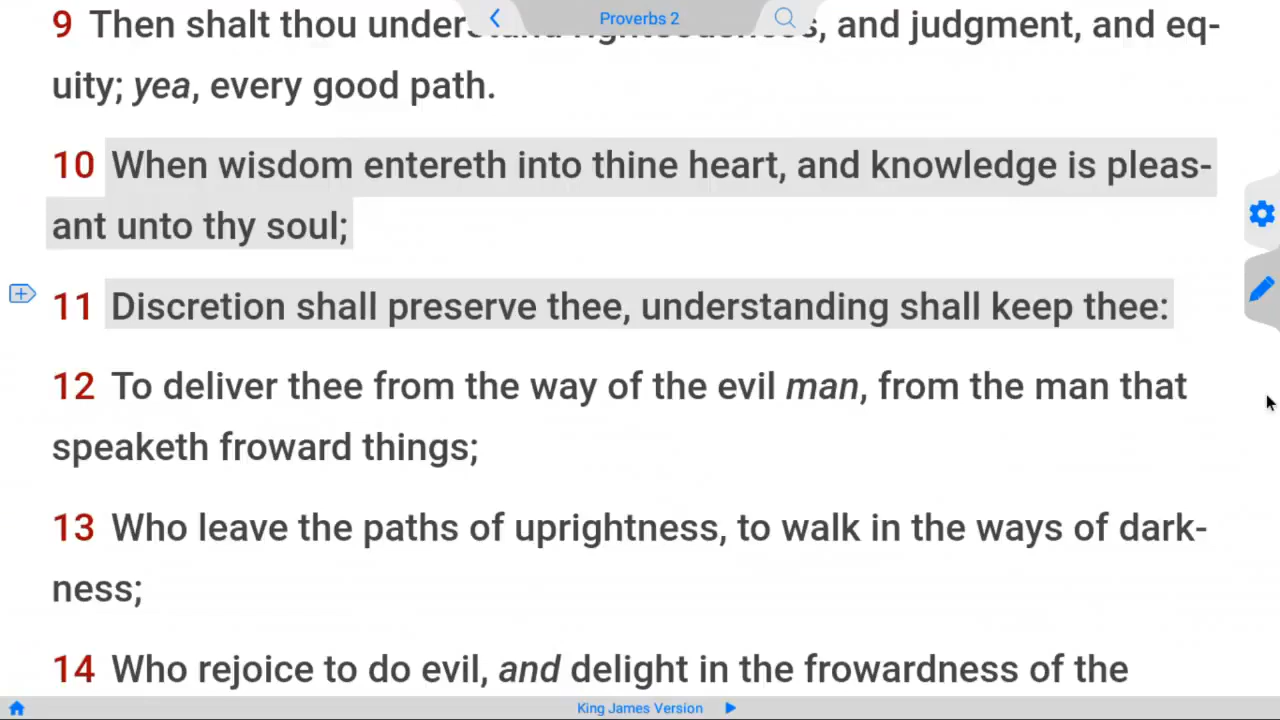 Proverbs 2
9 Then shalt thou understand righteousness, and judgment, and eq-
uity; yea, every good path.
10 When wisdom entereth into thine heart, and knowledge is pleas-
ant unto thy soul;
11 Discretion shall preserve thee, understanding shall keep thee:
12 To deliver thee from the way of the evil man, from the man that
speaketh froward things;
13 Who leave the paths of uprightness, to walk in the ways of dark-
ness;
14 Who rejoice to do evil, and delight in the frowardness of the
King James Version